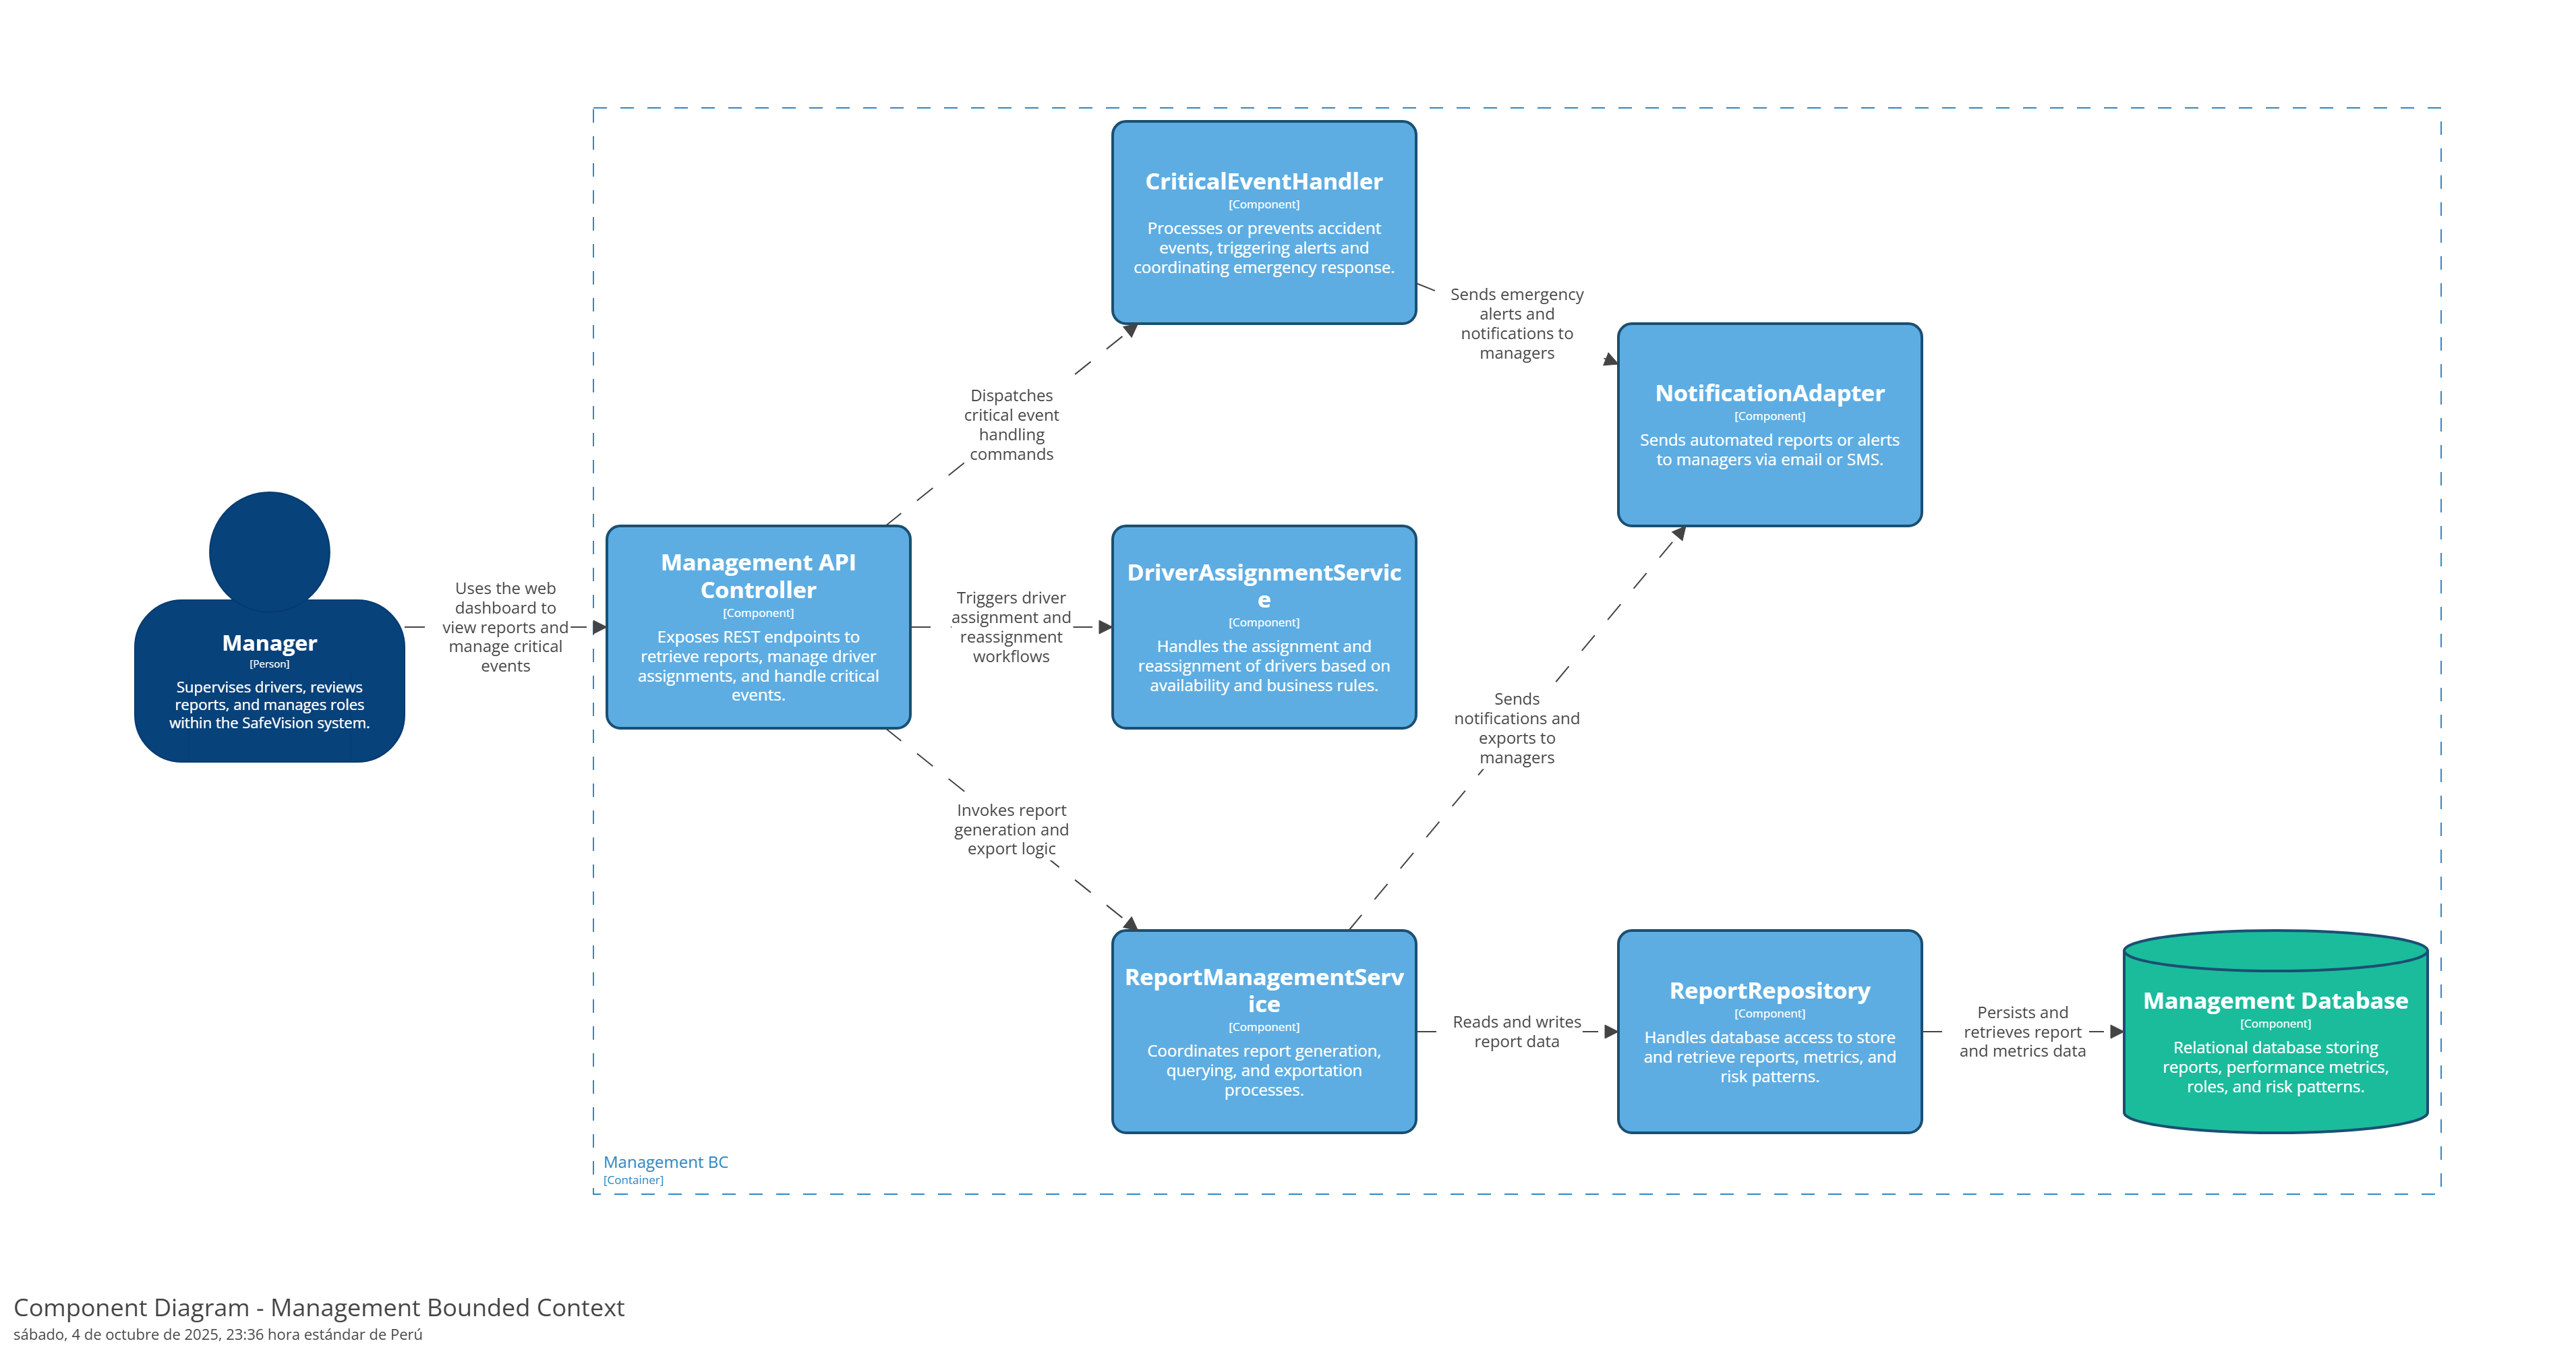 CriticalEventHandler
[Component]
Processes or prevents accident
events, triggering alerts and
coordinating emergency response.
Sends emergency
alerts and
notifications to
managers
NotificationAdapter
[Component]
Sends automated reports or alerts
to managers via email or SMS.
Dispatches
critical event
handling
commands
Manager
[Person]
Supervises drivers, reviews
reports, and manages roles
within the SafeVision system.
Uses the web
dashboard to
view reports and
manage critical
events
Management API
Controller
[Component]
Exposes REST endpoints to
retrieve reports, manage driver
assignments, and handle critical
events.
Triggers driver
assignment and
reassignment
workflows
DriverAssignmentServic
e
[Component]
Handles the assignment and
reassignment of drivers based on
availability and business rules.
Sends
notifications and
exports to
managers
Invokes report
generation and
export logic
ReportManagementServ
ice
[Component]
Coordinates report generation,
querying, and exportation
processes.
Reads and writes
report data
ReportRepository
[Component]
Handles database access to store
and retrieve reports, metrics, and
risk patterns.
Persists and
retrieves report
and metrics data
Management Database
[Component]
Relational database storing
reports, performance metrics,
roles, and risk patterns.
Management BC
[Container]
Component Diagram - Management Bounded Context
sábado, 4 de octubre de 2025, 23:36 hora estándar de Perú